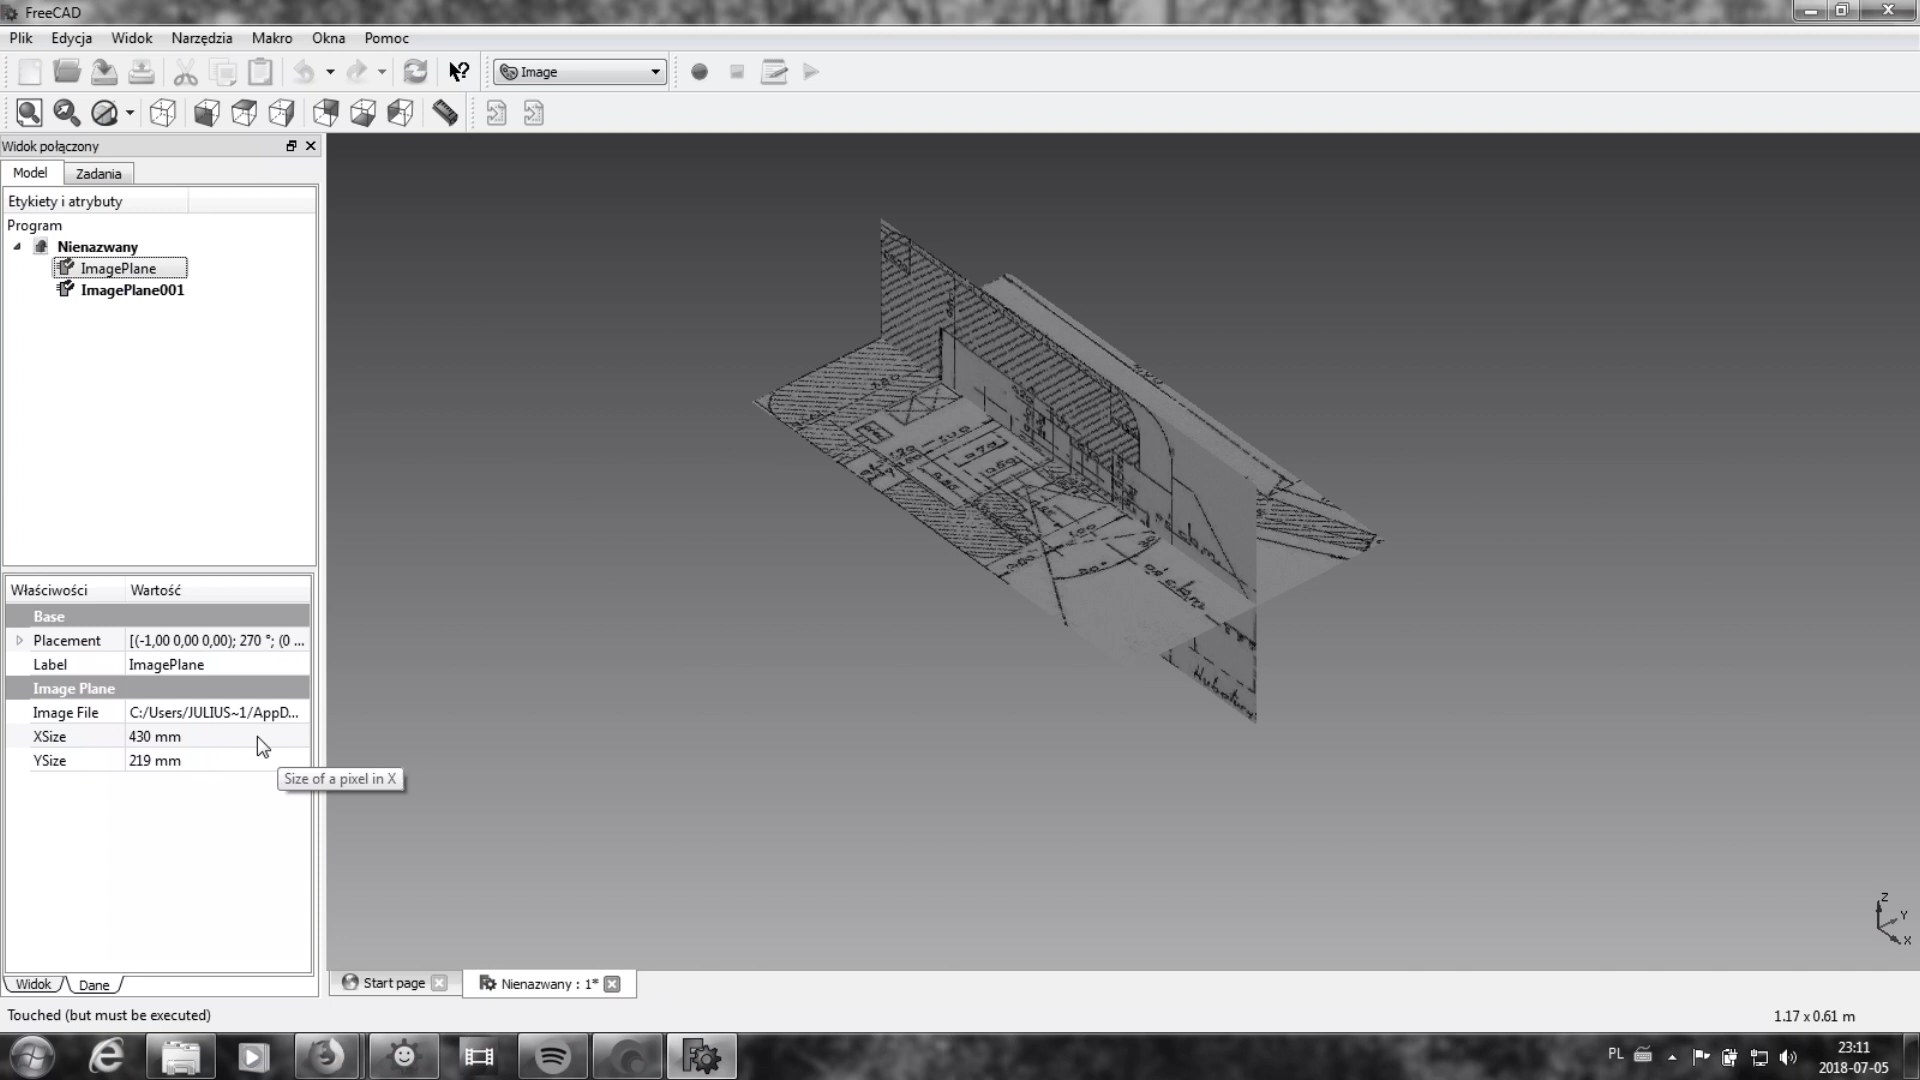 FreeCAD
Plik Edycja Widok Narzędzia Makro Okna Pomoc
Image
Widok połączony
Model Zadania
Etykiety i atrybuty
Program
Nienazwany
ImagePlane
ImagePlane001
Właściwości Wartość
Base
Placement [(-1,00 0,00 0,00); 270 °; (0 ...
Label ImagePlane
Image Plane
Image File C:/Users/JULIUS~1/AppD...
XSize 430 mm
YSize 219 mm
Size of a pixel in X
Z
Y
X
Widok Dane
Start page Nienazwany : 1*
Touched (but must be executed) 1.17 x 0.61 m
PL 23:11
2018-07-05